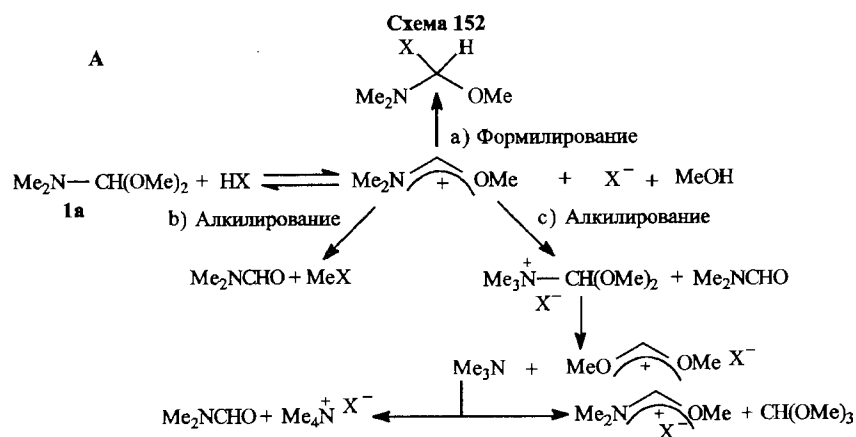 Схема 152
А
X H
Me₂N OMe
a) Формилирование
Me₂N—CH(OMe)₂ + HX ⇌ Me₂N + OMe + X⁻ + MeOH
1a
b) Алкилирование
c) Алкилирование
Me₂NCHO + MeX
Me₃N⁺—CH(OMe)₂ + Me₂NCHO
X⁻
Me₃N + MeO + OMe X⁻
Me₂NCHO + Me₄N⁺ X⁻
Me₂N + OMe + CH(OMe)₃
X⁻